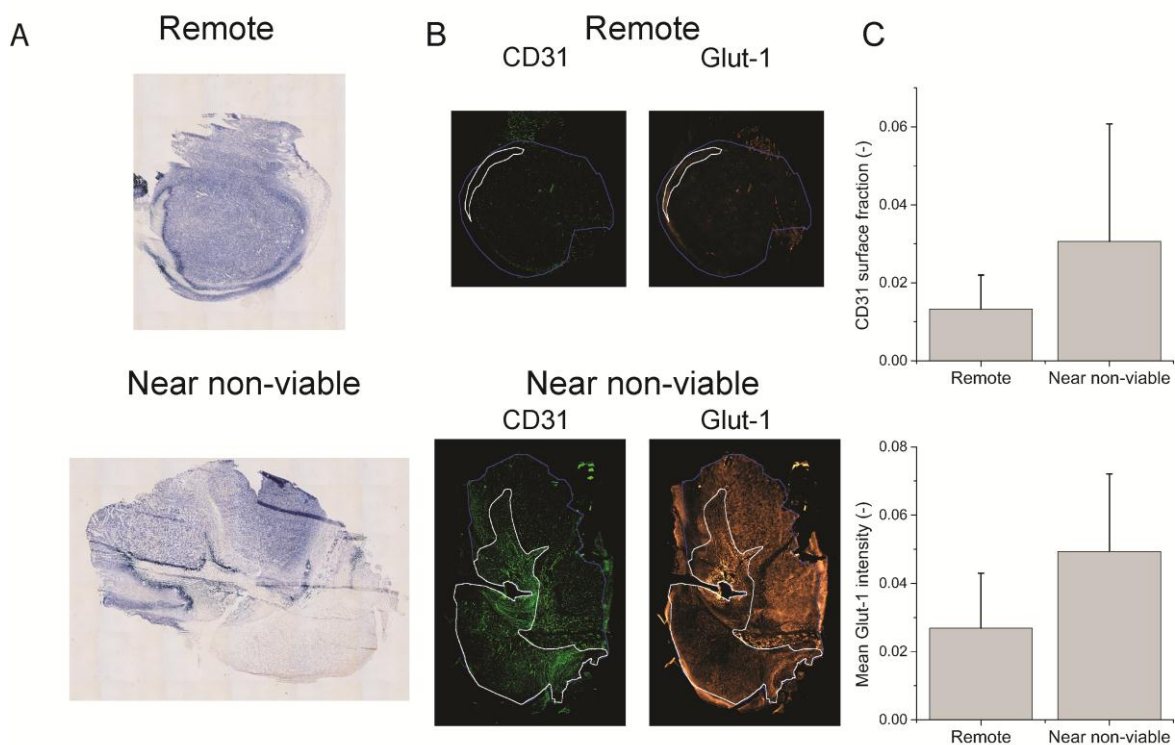 A
Remote
Near non-viable
B
Remote
CD31 Glut-1
Near non-viable
CD31 Glut-1
C
CD31 surface fraction (-)
0.06
0.04
0.02
0.00
Remote Near non-viable
Mean Glut-1 intensity (-)
0.08
0.06
0.04
0.02
0.00
Remote Near non-viable